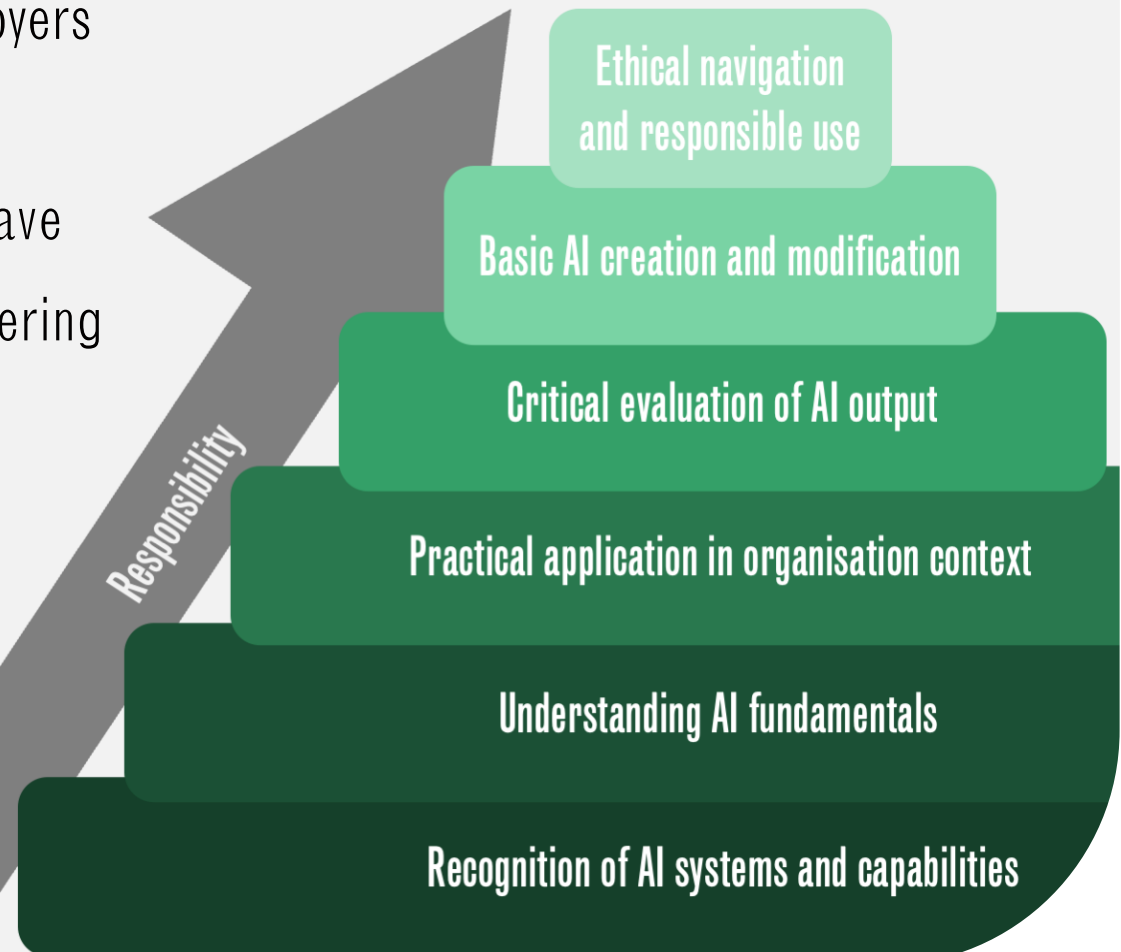 oyers
ave
ering
Responsibility
Ethical navigation
and responsible use
Basic AI creation and modification
Critical evaluation of AI output
Practical application in organisation context
Understanding AI fundamentals
Recognition of AI systems and capabilities